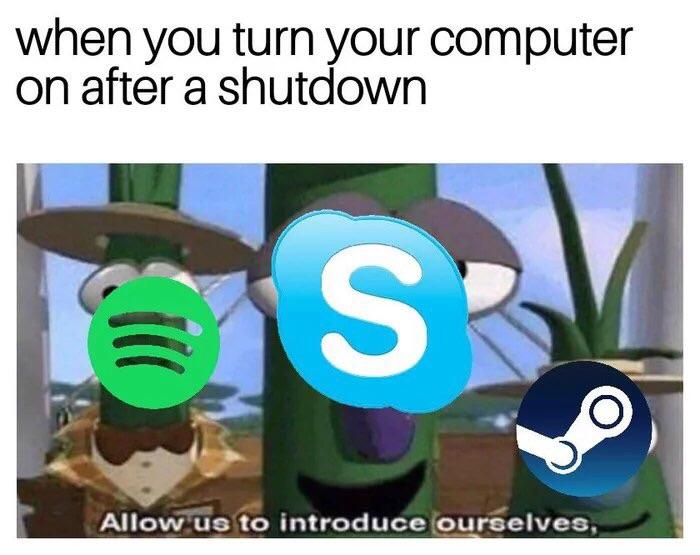 when you turn your computer
on after a shutdown
S
Allow us to introduce ourselves,